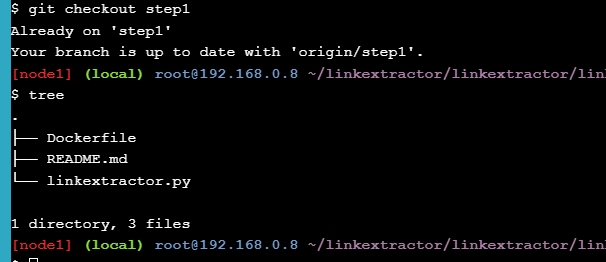 $ git checkout step1
Already on 'step1'
Your branch is up to date with 'origin/step1'.
[node1] (local) root@192.168.0.8 ~/linkextractor/linkextractor/lin
$ tree
.
├── Dockerfile
├── README.md
└── linkextractor.py
1 directory, 3 files
[node1] (local) root@192.168.0.8 ~/linkextractor/linkextractor/lin